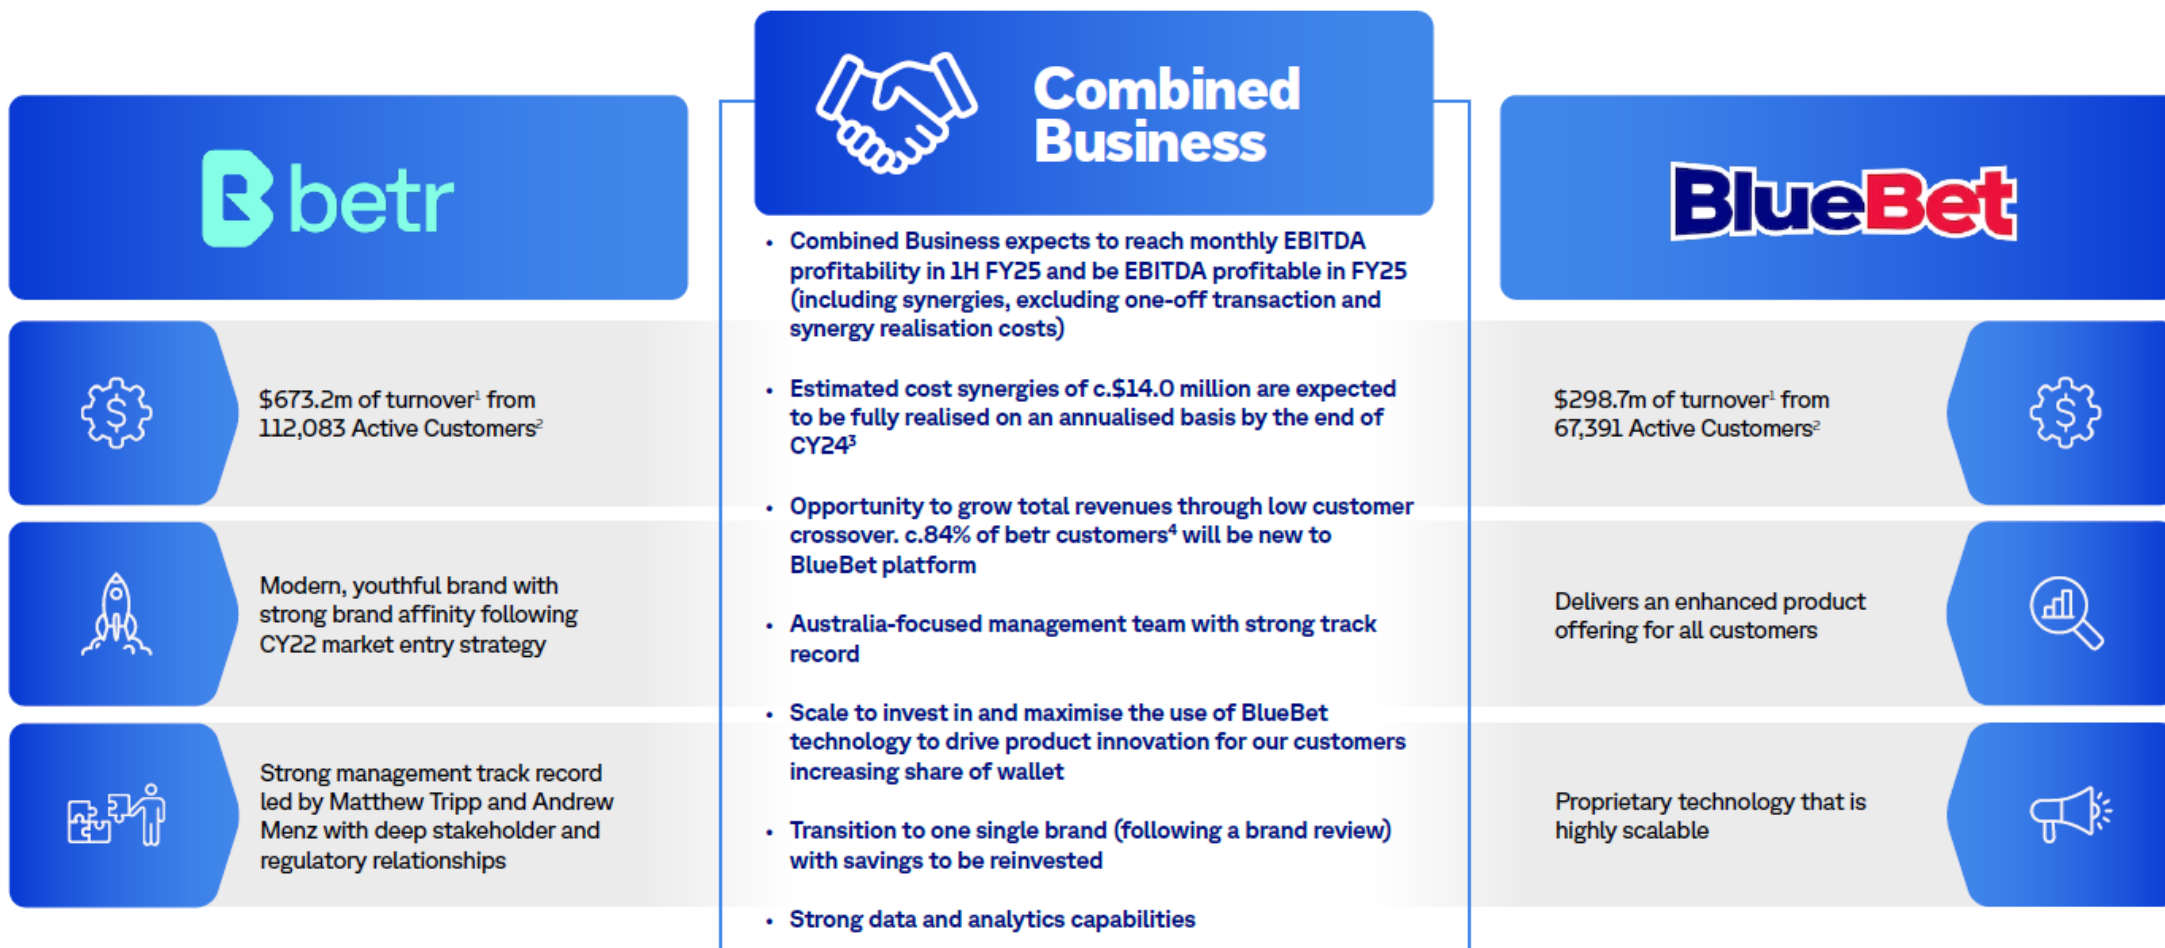 betr
$673.2m of turnover¹ from
112,083 Active Customers²
Modern, youthful brand with
strong brand affinity following
CY22 market entry strategy
Strong management track record
led by Matthew Tripp and Andrew
Menz with deep stakeholder and
regulatory relationships
Combined
Business
• Combined Business expects to reach monthly EBITDA
profitability in 1H FY25 and be EBITDA profitable in FY25
(including synergies, excluding one-off transaction and
synergy realisation costs)
• Estimated cost synergies of c.$14.0 million are expected
to be fully realised on an annualised basis by the end of
CY24³
• Opportunity to grow total revenues through low customer
crossover. c.84% of betr customers⁴ will be new to
BlueBet platform
• Australia-focused management team with strong track
record
• Scale to invest in and maximise the use of BlueBet
technology to drive product innovation for our customers
increasing share of wallet
• Transition to one single brand (following a brand review)
with savings to be reinvested
• Strong data and analytics capabilities
BlueBet
$298.7m of turnover¹ from
67,391 Active Customers²
Delivers an enhanced product
offering for all customers
Proprietary technology that is
highly scalable